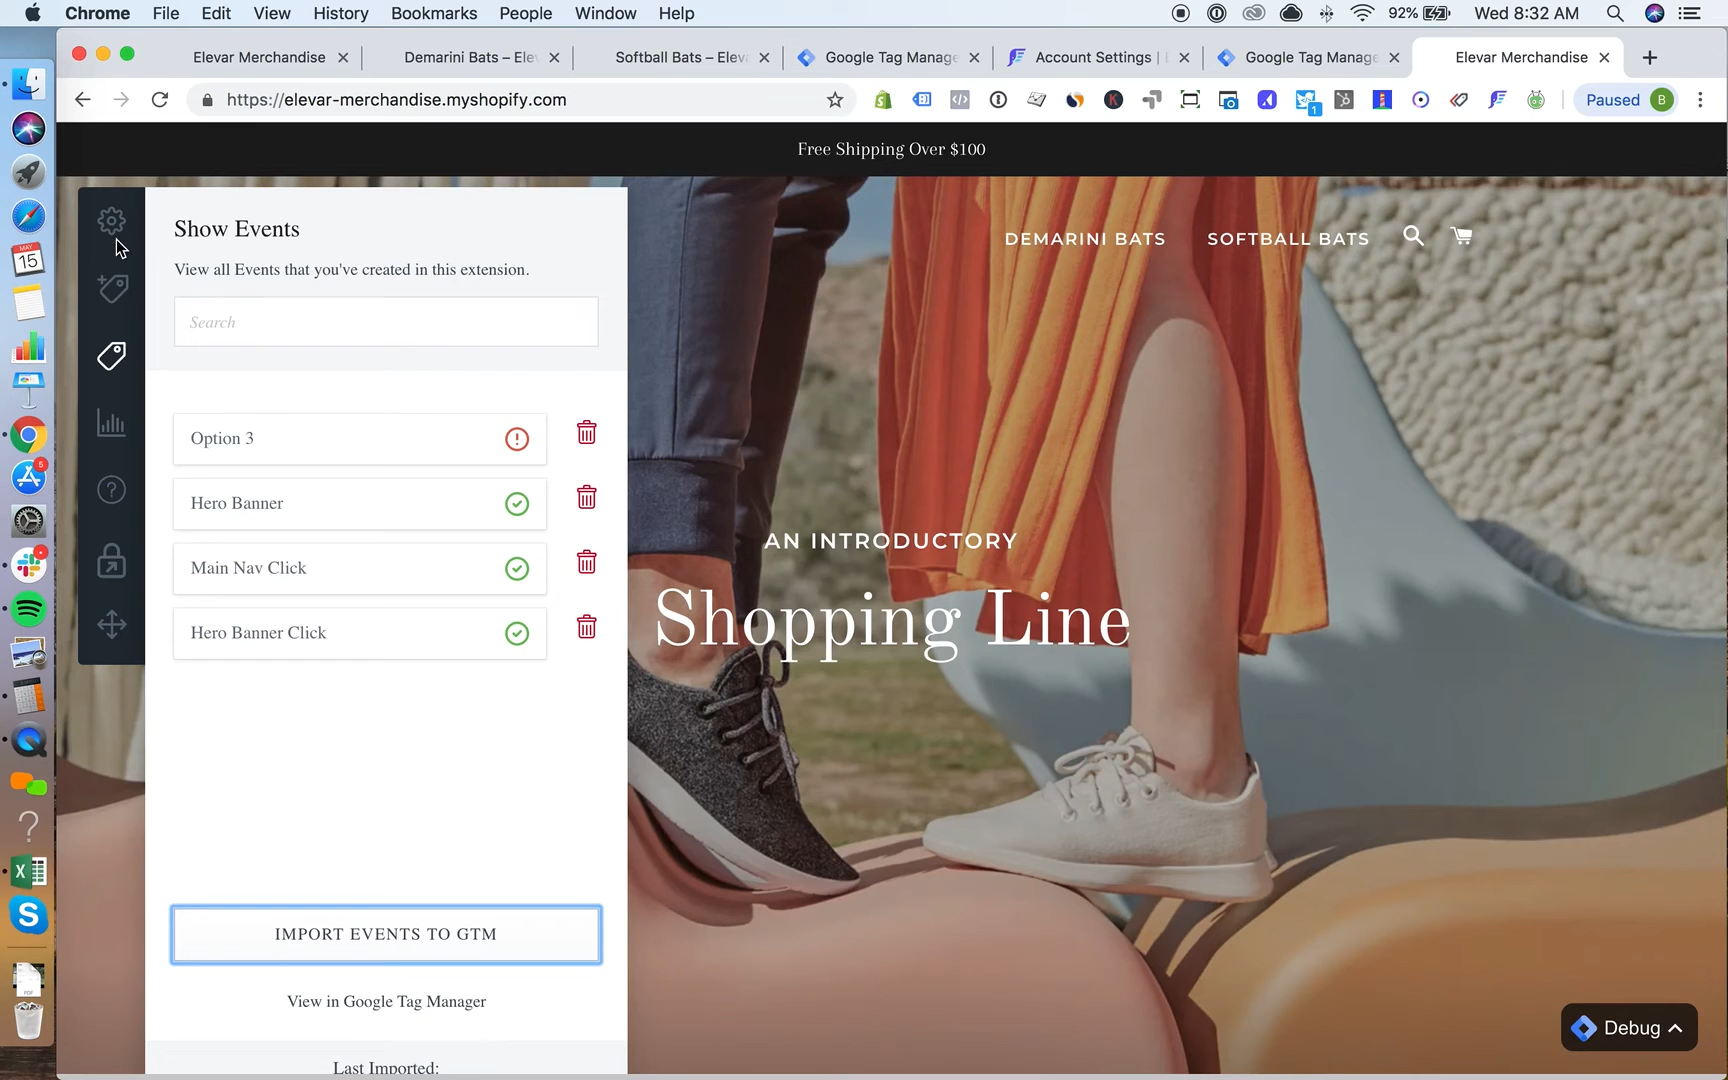 Chrome File Edit View History Bookmarks People Window Help
92% Wed 8:32 AM
Elevar Merchandise
Demarini Bats – Ele
Softball Bats – Eleva
Google Tag Manage
Account Settings |
Google Tag Manage
Elevar Merchandise
https://elevar-merchandise.myshopify.com
1
Paused B
Free Shipping Over $100
Show Events
View all Events that you've created in this extension.
Search
DEMARINI BATS SOFTBALL BATS
Option 3
Hero Banner
Main Nav Click
Hero Banner Click
AN INTRODUCTORY
Shopping Line
IMPORT EVENTS TO GTM
View in Google Tag Manager
Last Imported:
Debug
MAY
15
5